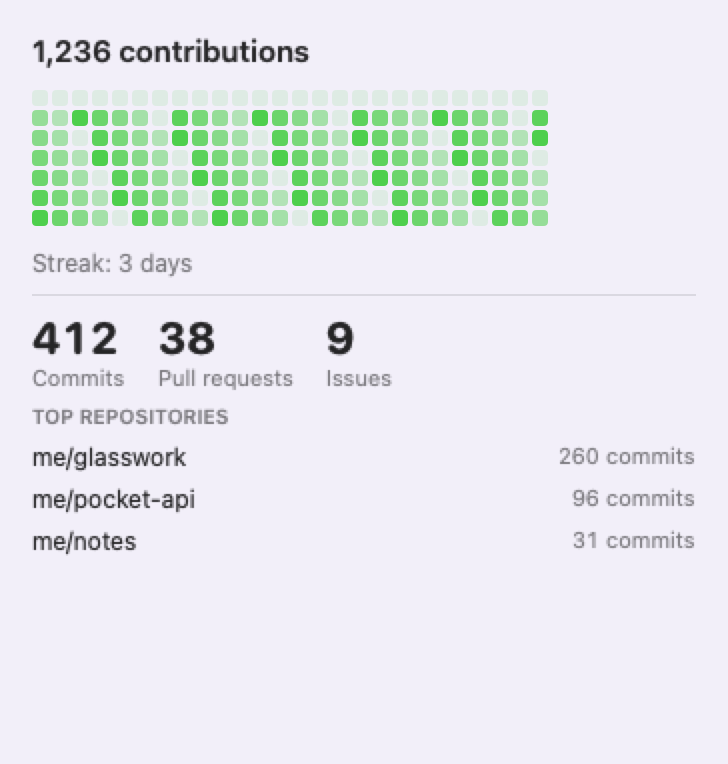 1,236 contributions
Streak: 3 days
412 38 9
Commits Pull requests Issues
TOP REPOSITORIES
me/glasswork 260 commits
me/pocket-api 96 commits
me/notes 31 commits